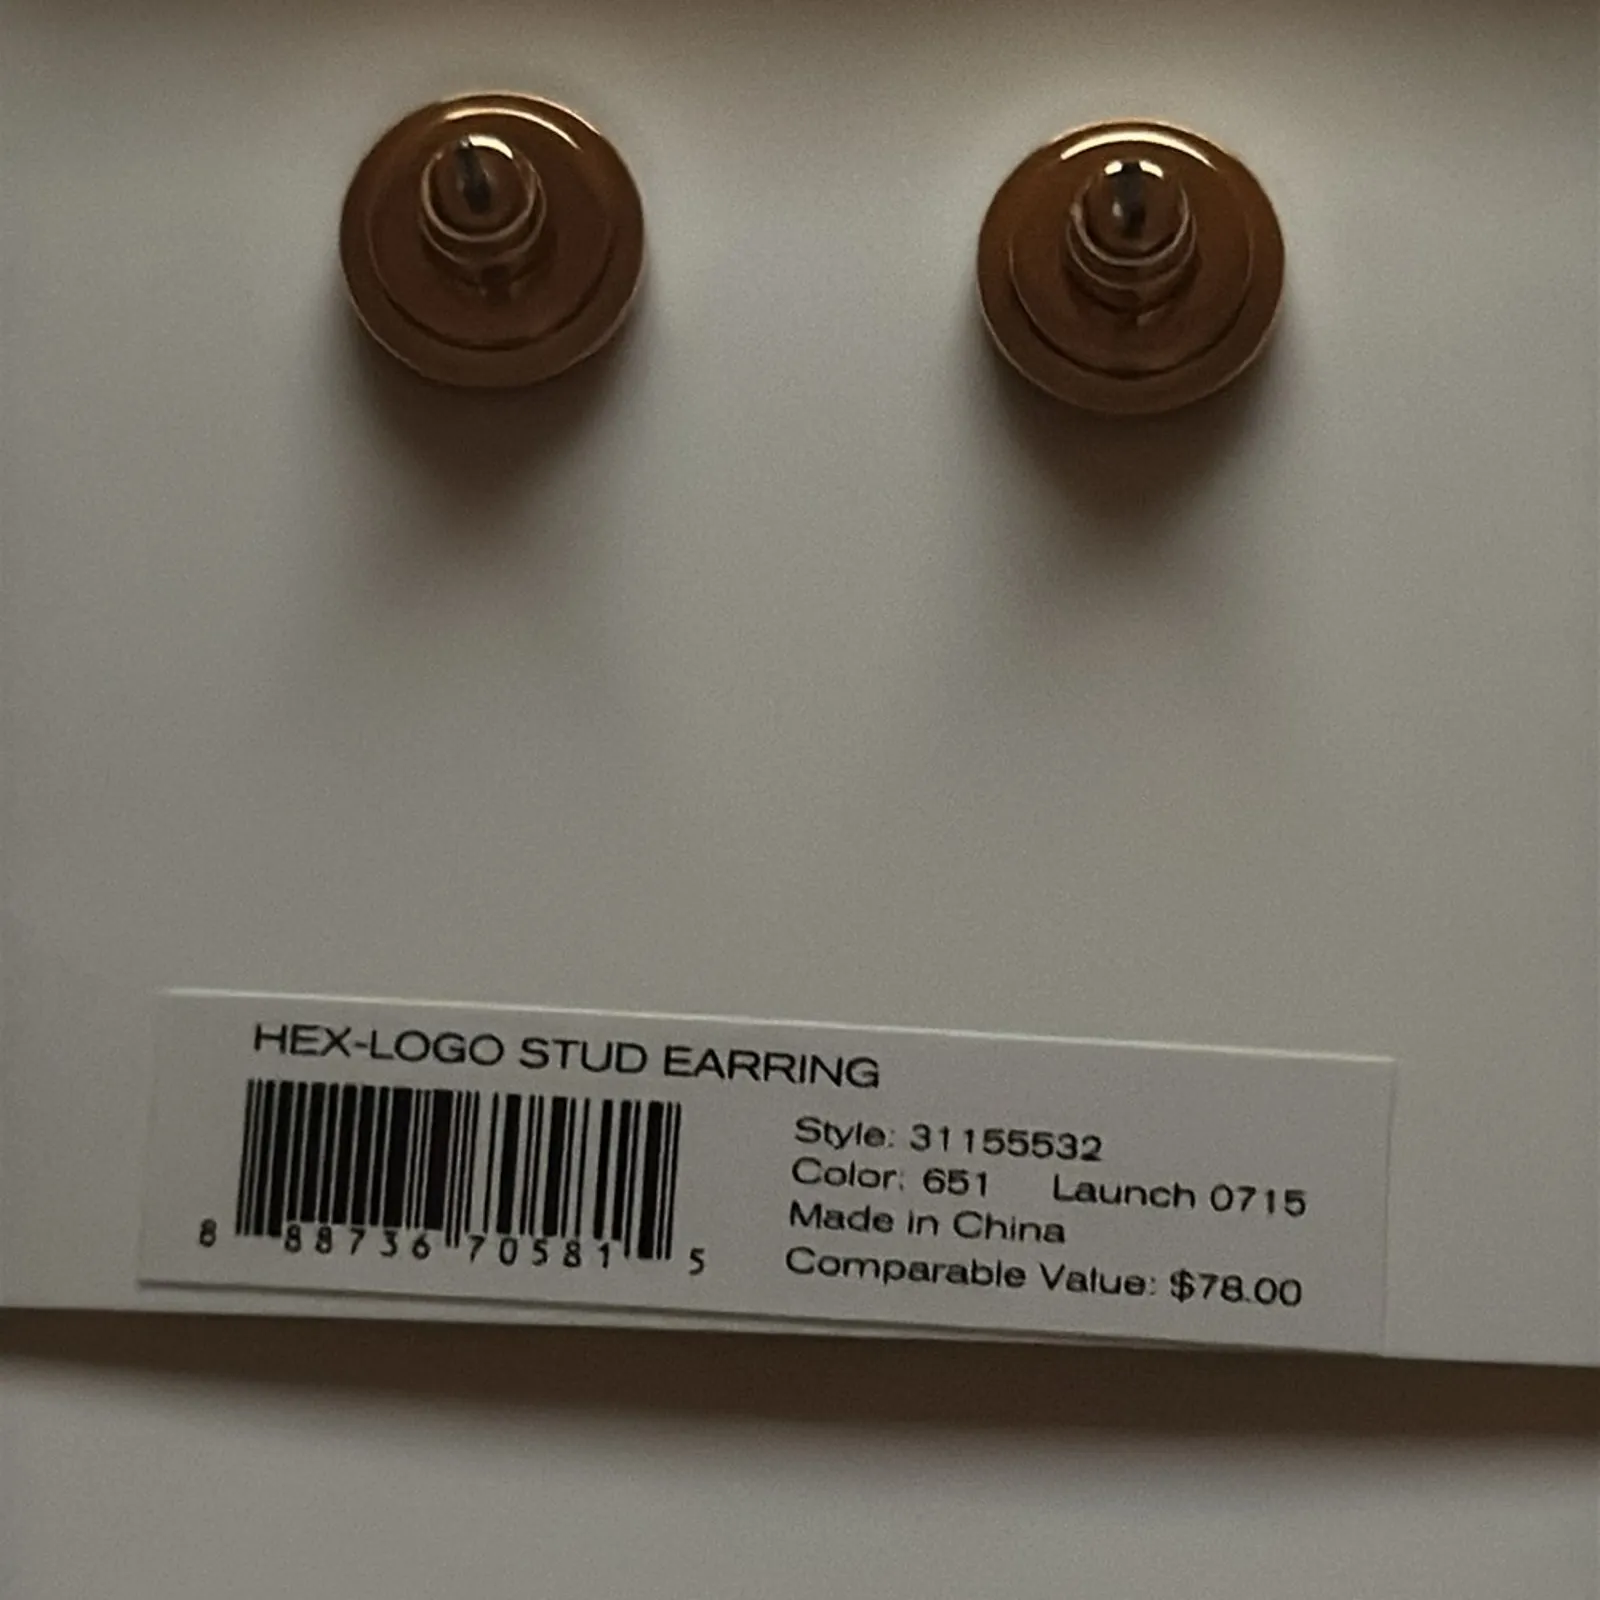 HEX-LOGO STUD EARRING
Style: 31155532
Color: 651 Launch 0715
Made in China
Comparable Value: $78.00
8 88736 70581 5